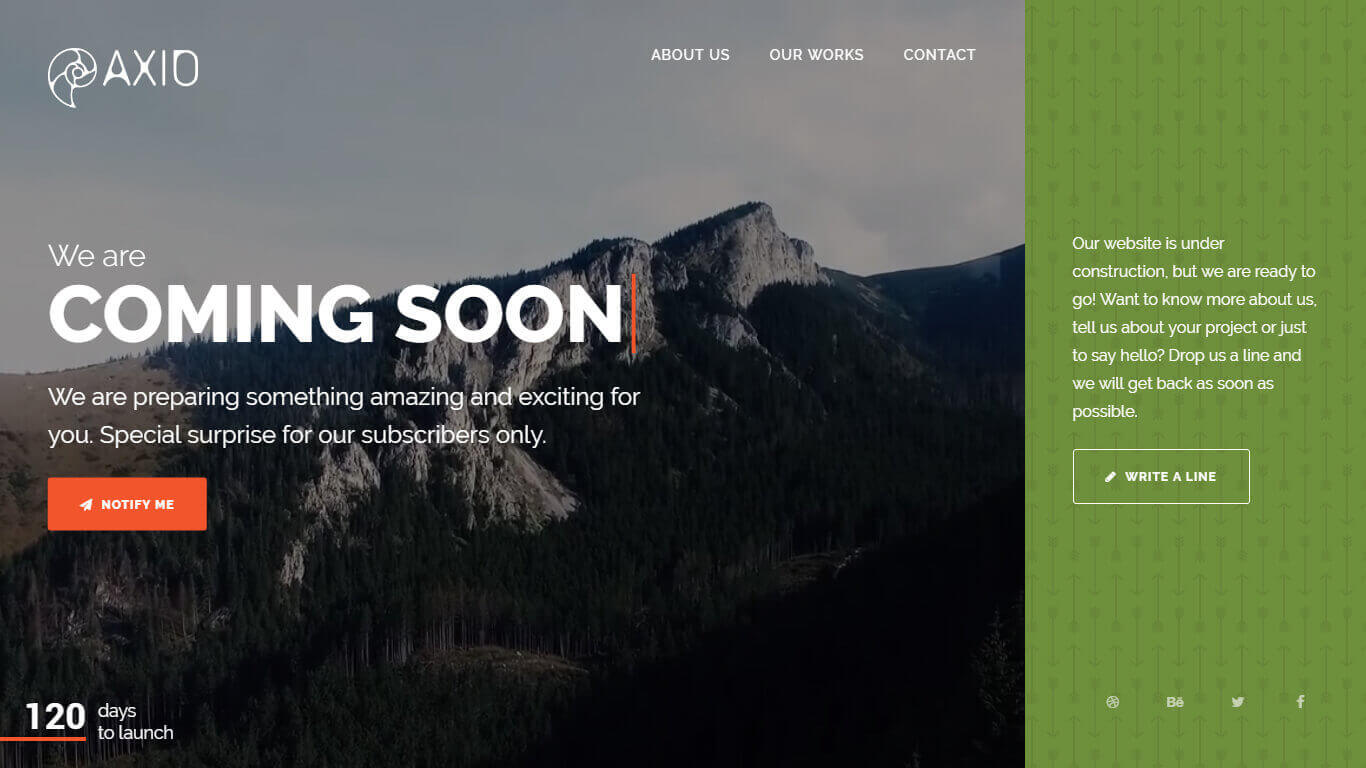 AXIO
ABOUT US
OUR WORKS
CONTACT
We are
COMING SOON
We are preparing something amazing and exciting for
you. Special surprise for our subscribers only.
NOTIFY ME
120
days
to launch
Our website is under
construction, but we are ready to
go! Want to know more about us,
tell us about your project or just
to say hello? Drop us a line and
we will get back as soon as
possible.
WRITE A LINE
Bē